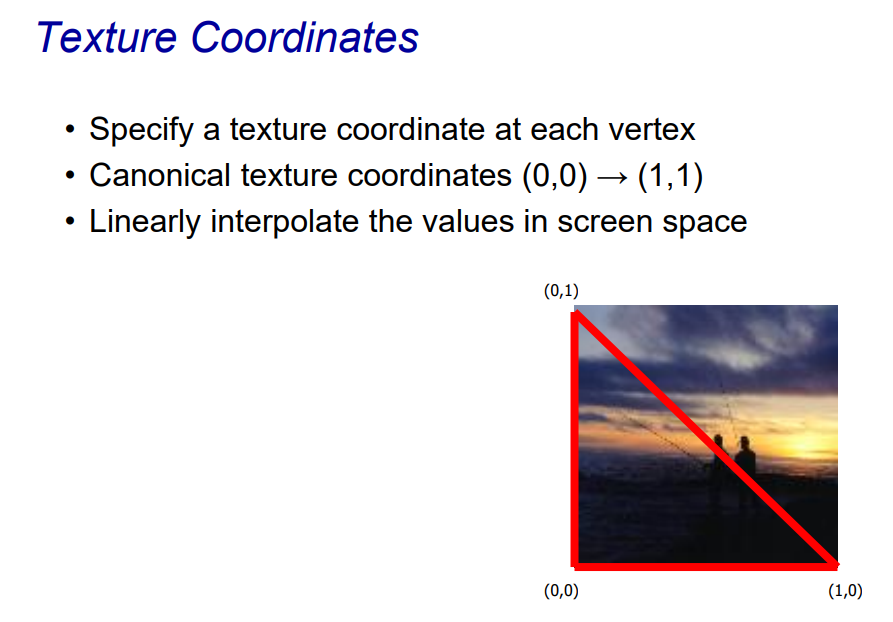 Texture Coordinates
• Specify a texture coordinate at each vertex
• Canonical texture coordinates (0,0) → (1,1)
• Linearly interpolate the values in screen space
(0,1)
(0,0)
(1,0)